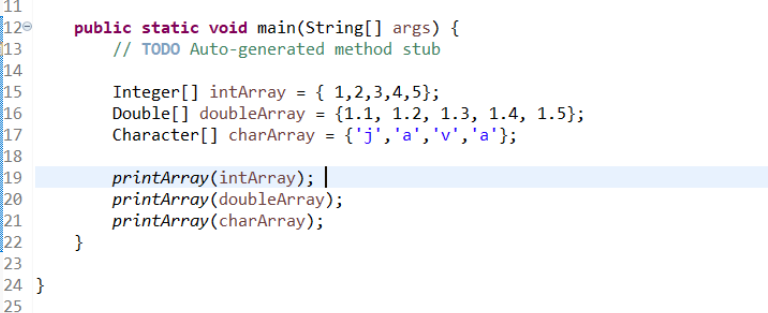 11
12 public static void main(String[] args) {
13 // TODO Auto-generated method stub
14
15 Integer[] intArray = { 1,2,3,4,5};
16 Double[] doubleArray = {1.1, 1.2, 1.3, 1.4, 1.5};
17 Character[] charArray = {'j','a','v','a'};
18
19 printArray(intArray);
20 printArray(doubleArray);
21 printArray(charArray);
22 }
23
24 }
25